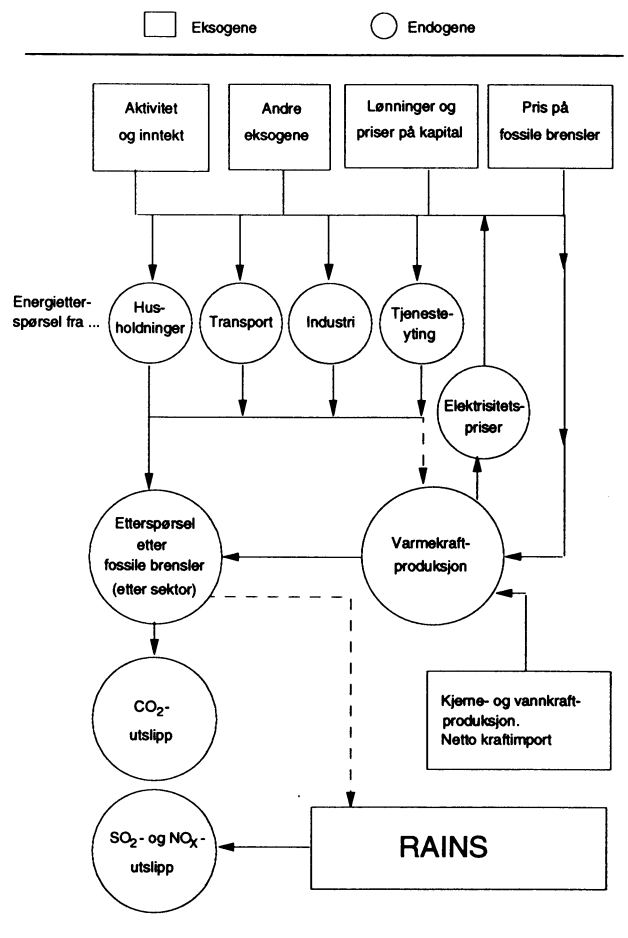 Eksogene
Endogene
Aktivitet
og inntekt
Andre
eksogene
Lønninger og
priser på kapital
Pris på
fossile brensler
Energietter-
spørsel fra ...
Hus-
holdninger
Transport
Industri
Tjeneste-
yting
Elektrisitets-
priser
Etterspørsel
etter
fossile brensler
(etter sektor)
Varmekraft-
produksjon
CO2-
utslipp
Kjerne- og vannkraft-
produksjon.
Netto kraftimport
SO2- og NOX-
utslipp
RAINS